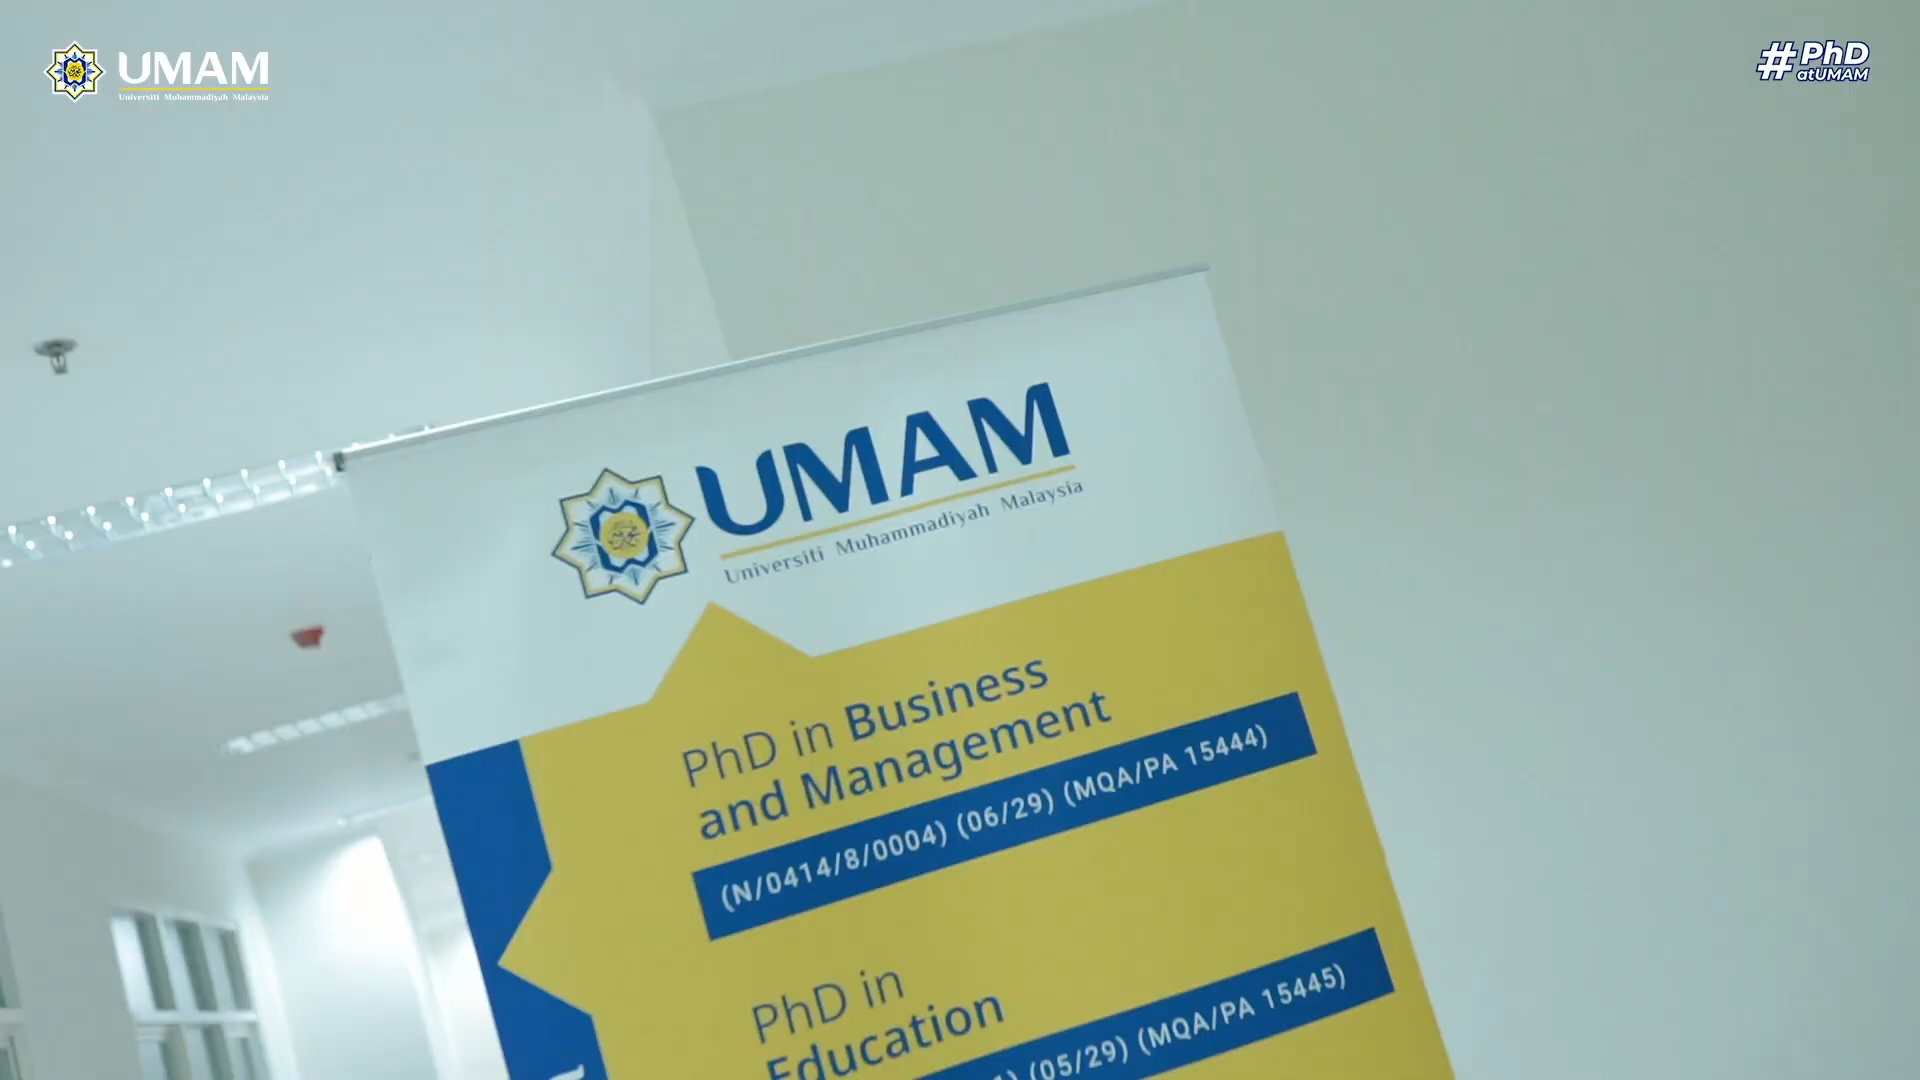 UMAM
Universiti Muhammadiyah Malaysia
#PhD
atUMAM
UMAM
Universiti Muhammadiyah Malaysia
PhD in Business
and Management
(N/0414/8/0004) (06/29) (MQA/PA 15444)
PhD in
Education
(05/29) (MQA/PA 15445)